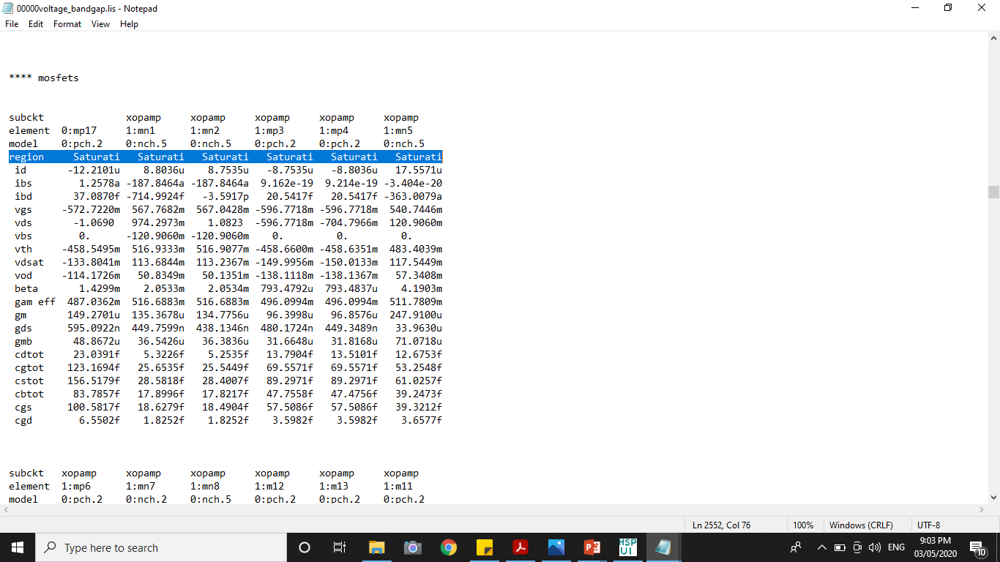 00000voltage_bandgap.lis - Notepad
File Edit Format View Help
**** mosfets
subckt xopamp xopamp xopamp xopamp xopamp
element 0:mp17 1:mn1 1:mn2 1:mp3 1:mp4 1:mn5
model 0:pch.2 0:nch.5 0:nch.5 0:pch.2 0:pch.2 0:nch.5
region Saturati Saturati Saturati Saturati Saturati Saturati
id -12.2101u 8.8036u 8.7535u -8.7535u -8.8036u 17.5571u
ibs 1.2578a -187.8464a -187.8464a 9.162e-19 9.214e-19 -3.404e-20
ibd 37.0870f -714.9924f -3.5917p 20.5417f 20.5417f -363.0079a
vgs -572.7220m 567.7682m 567.0428m -596.7718m -596.7718m 540.7446m
vds -1.0690 974.2973m 1.0823 -596.7718m -704.7966m 120.9060m
vbs 0. -120.9060m -120.9060m 0. 0. 0.
vth -458.5495m 516.9333m 516.9077m -458.6600m -458.6351m 483.4039m
vdsat -133.8041m 113.6844m 113.2367m -149.9956m -150.0133m 117.5449m
vod -114.1726m 50.8349m 50.1351m -138.1118m -138.1367m 57.3408m
beta 1.4299m 2.0533m 2.0534m 793.4792u 793.4837u 4.1903m
gam eff 487.0362m 516.6883m 516.6883m 496.0994m 496.0994m 511.7809m
gm 149.2701u 135.3678u 134.7756u 96.3998u 96.8576u 247.9100u
gds 595.0922n 449.7599n 438.1346n 480.1724n 449.3489n 33.9630u
gmb 48.8672u 36.5426u 36.3836u 31.6648u 31.8168u 71.0718u
cdtot 23.0391f 5.3226f 5.2535f 13.7904f 13.5101f 12.6753f
cgtot 123.1694f 25.6535f 25.5449f 69.5571f 69.5571f 53.2548f
cstot 156.5179f 28.5818f 28.4007f 89.2971f 89.2971f 61.0257f
cbtot 83.7857f 17.8996f 17.8217f 47.7558f 47.4756f 39.2473f
cgs 100.5817f 18.6279f 18.4904f 57.5086f 57.5086f 39.3212f
cgd 6.5502f 1.8252f 1.8252f 3.5982f 3.5982f 3.6577f
subckt xopamp xopamp xopamp xopamp xopamp xopamp
element 1:mp6 1:mn7 1:mn8 1:m12 1:m13 1:m11
model 0:pch.2 0:nch.2 0:nch.5 0:pch.2 0:pch.2 0:pch.2
Ln 2552, Col 76 100% Windows (CRLF) UTF-8
Type here to search
HSP UI
ENG
9:03 PM
03/05/2020
10